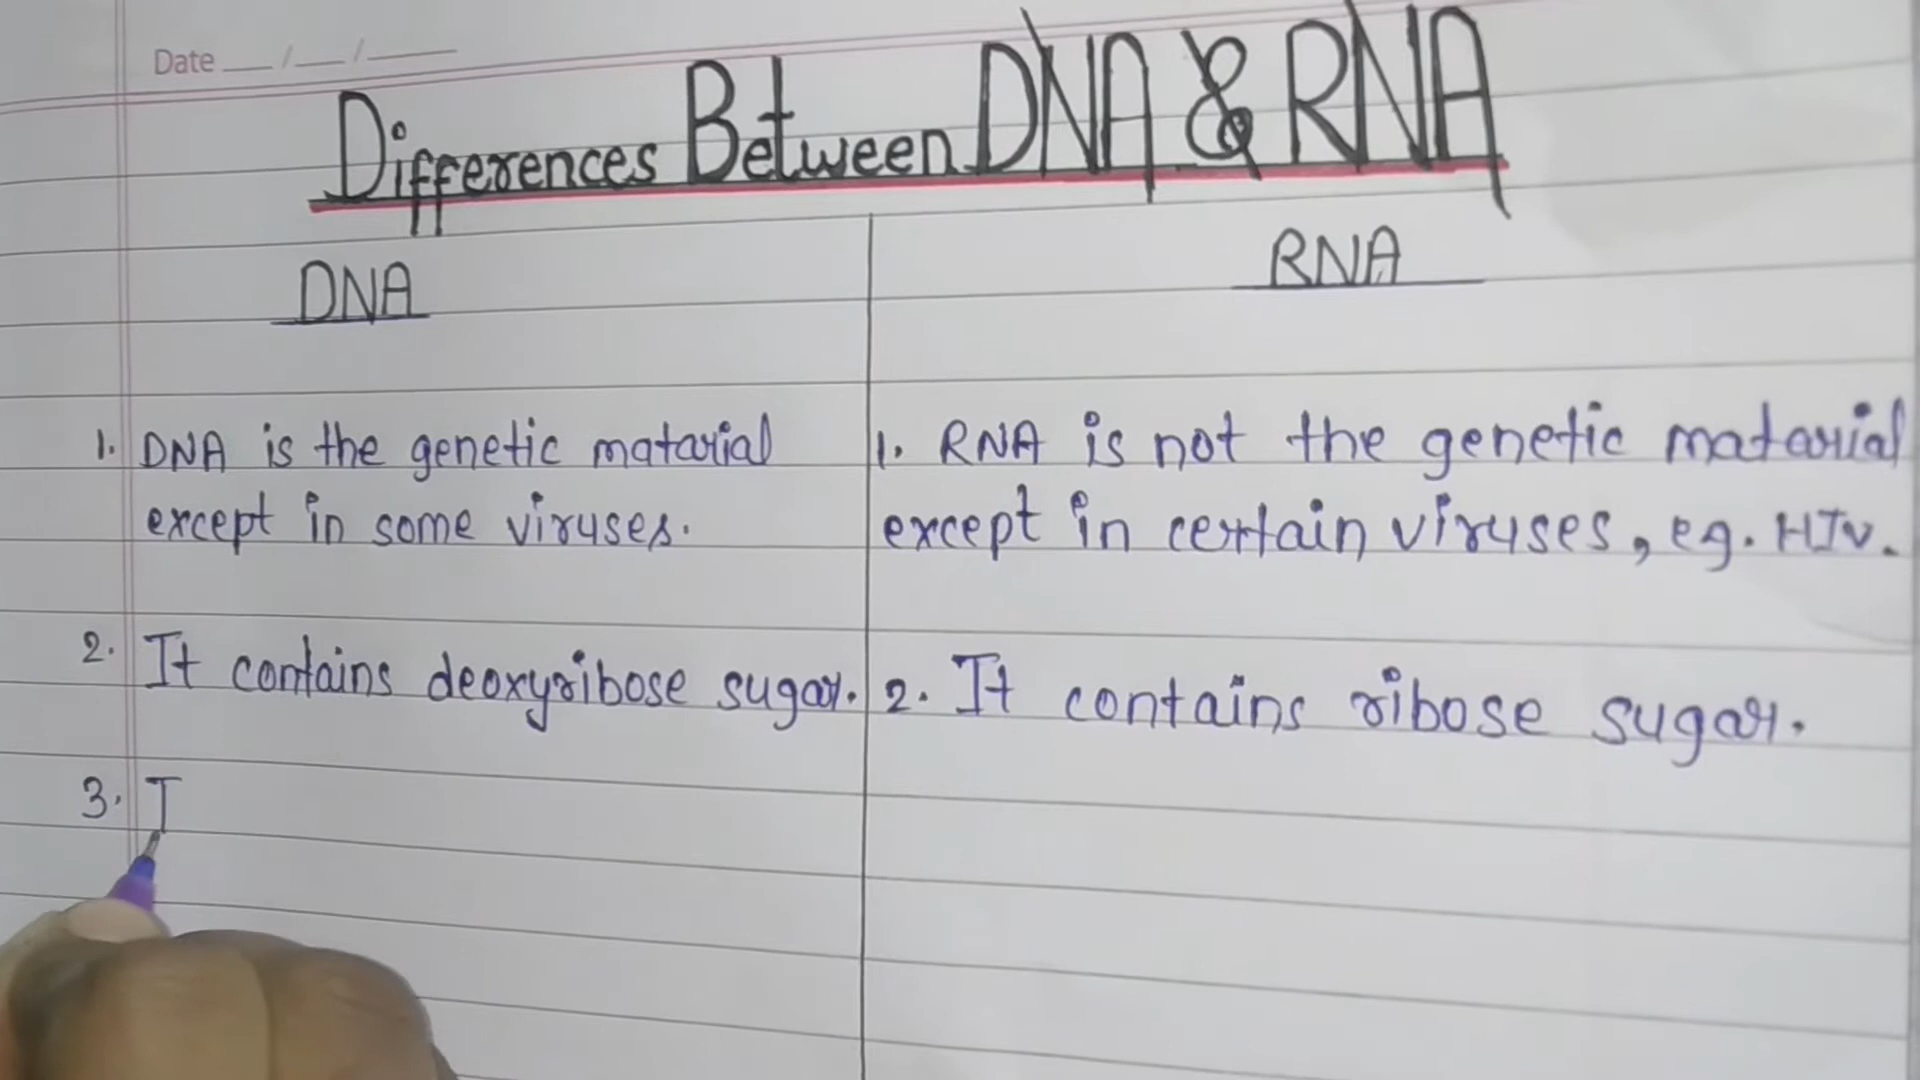 Date __/__/____
Differences Between DNA & RNA
DNA
RNA
1. DNA is the genetic matarial
except in some viruses.
1. RNA is not the genetic matarial
except in certain viruses, eg. HIV.
2. It contains deoxyribose sugar.
2. It contains ribose sugar.
3. I